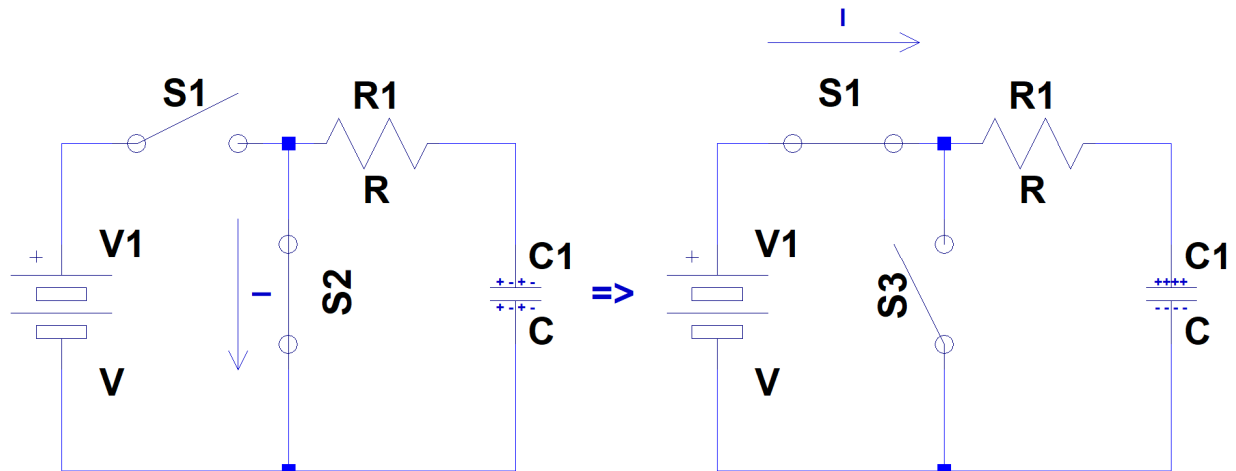 I
S1
R1
S1
R1
R
R
+
V1
I
S2
C1
+-+-
+-+-
C
V
=>
+
V1
S3
C1
++++
----
C
V